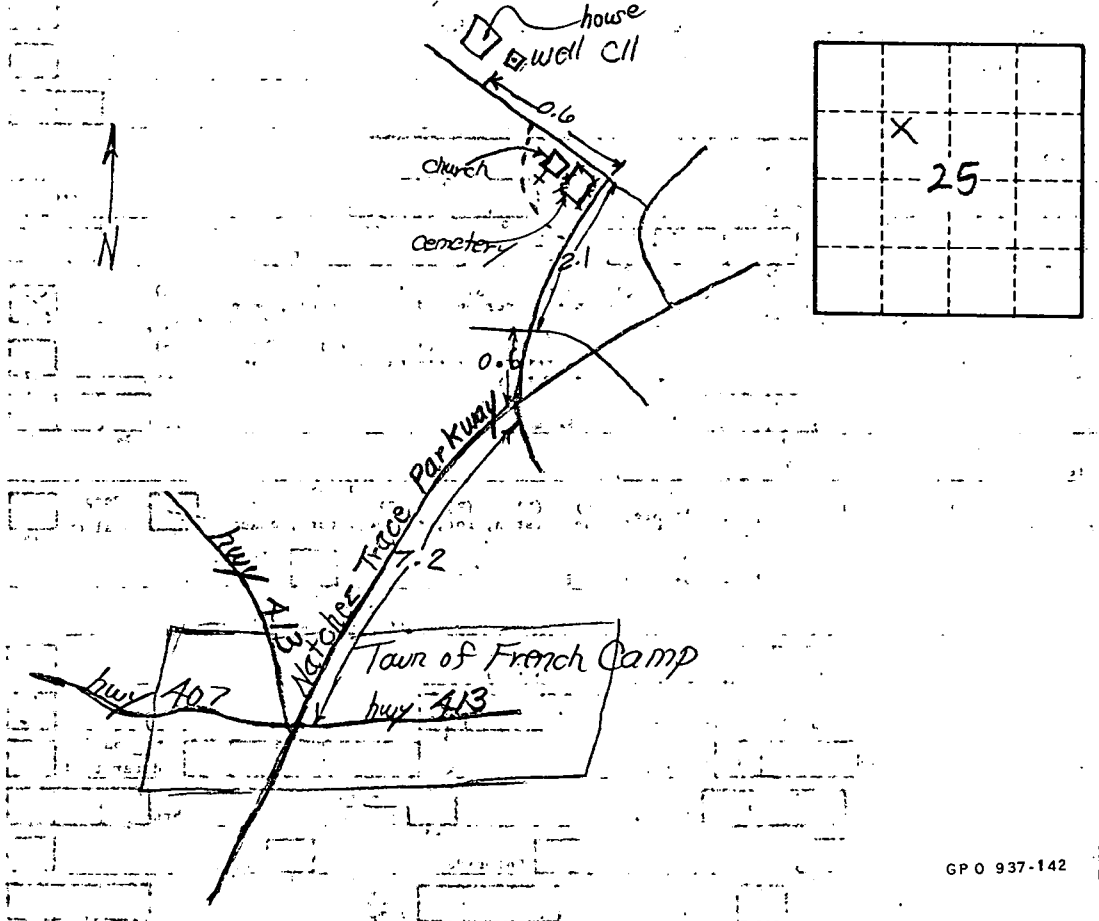 house
well C11
0.6
church
25
N
cemetery
2.1
0.6
Natchez Trace Parkway
7.2
hwy 413
Town of French Camp
hwy 407
hwy 413
GPO 937-142